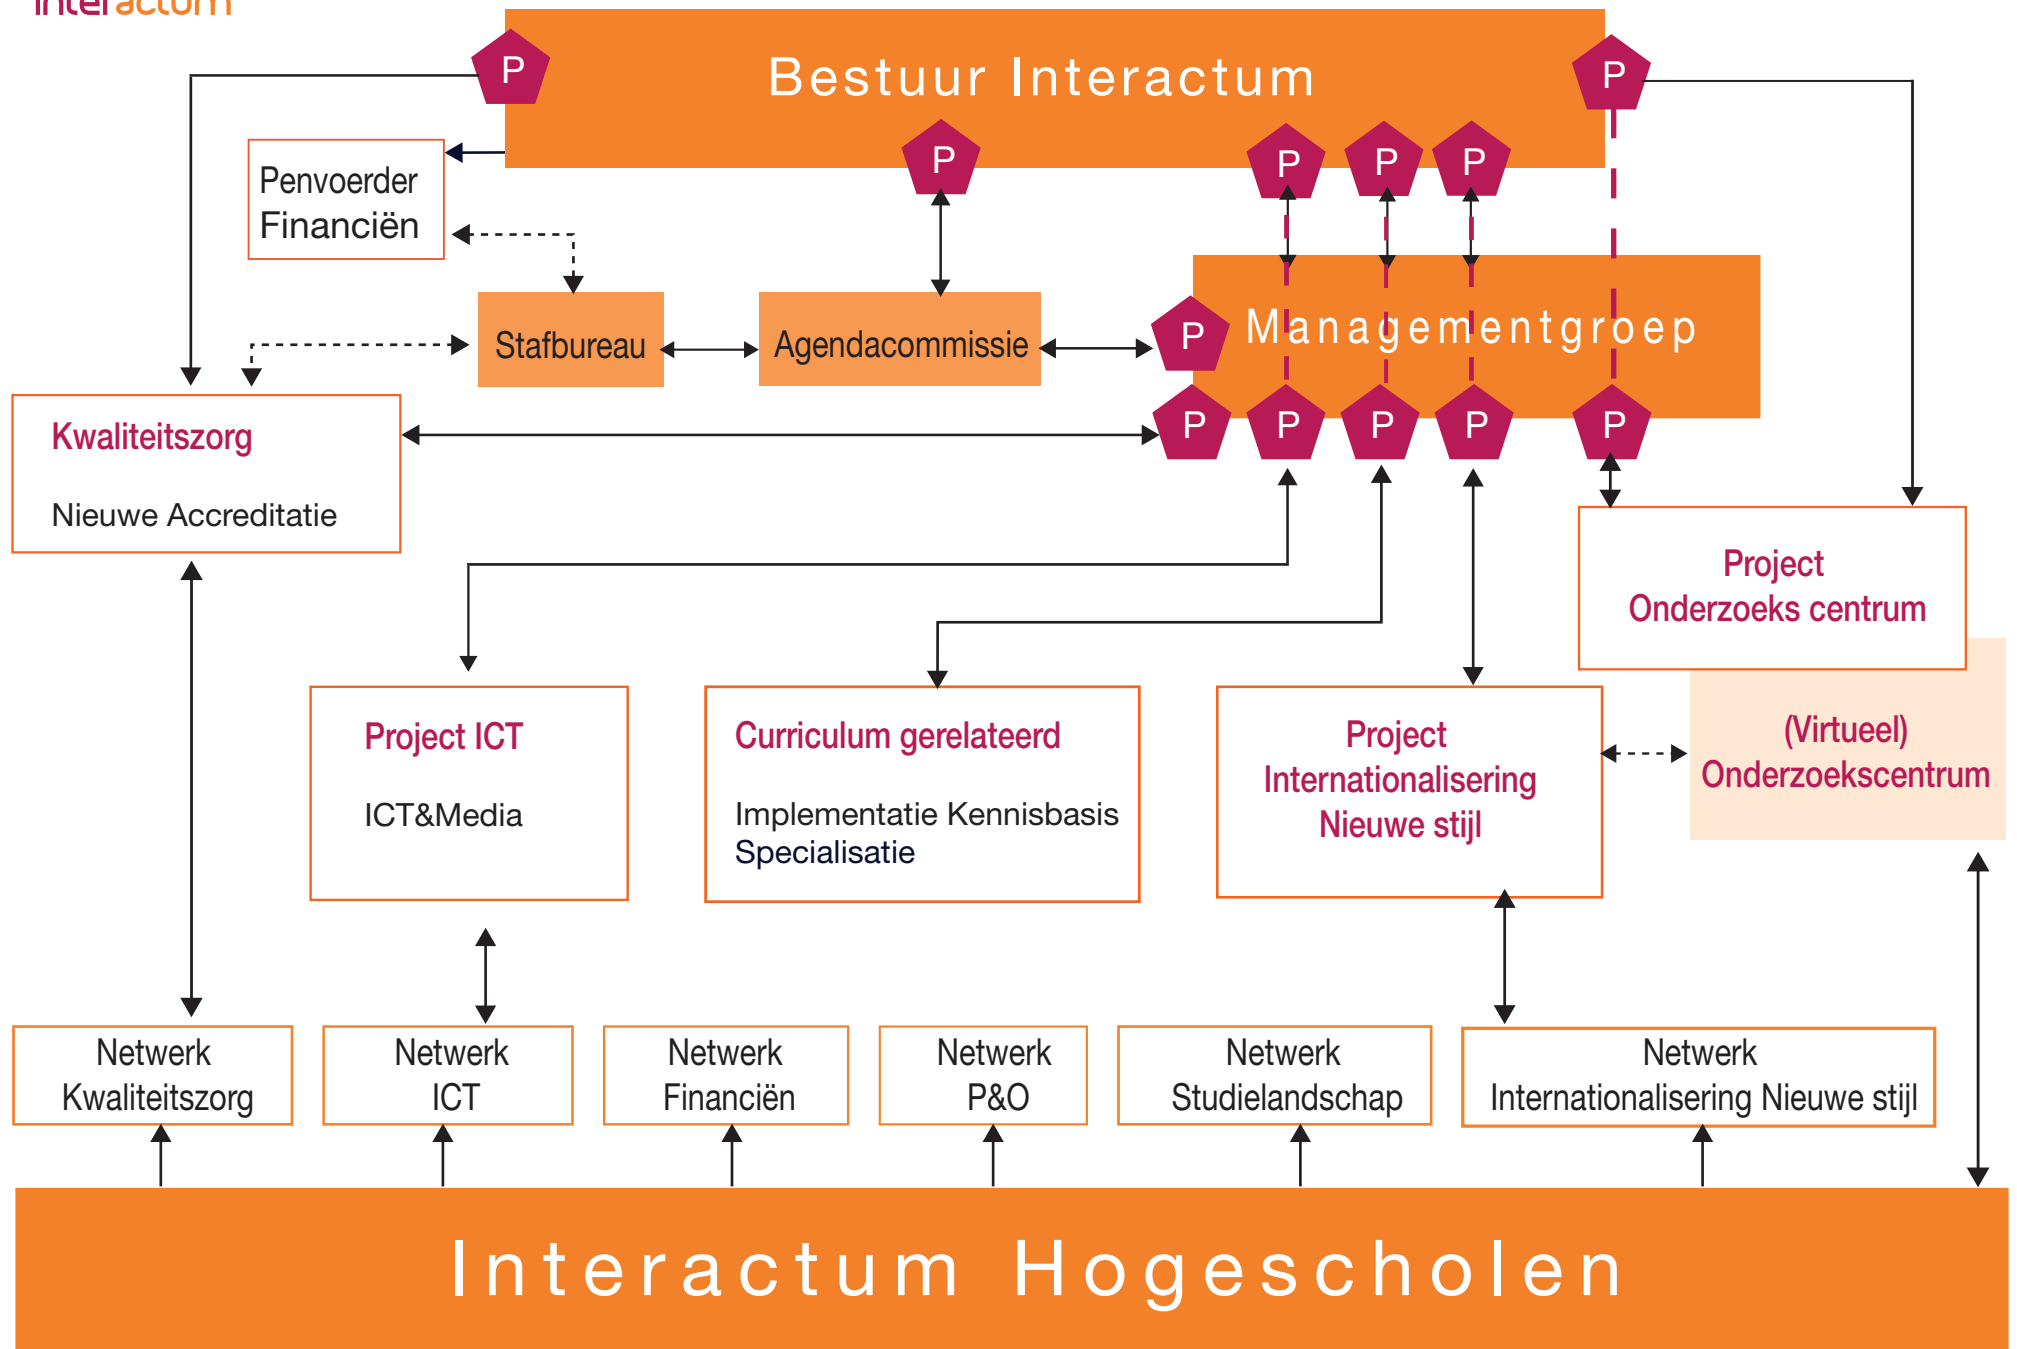 interactum
P
Bestuur Interactum
P
P
P
P
P
Penvoerder
Financiën
Stafbureau
Agendacommissie
P
Managementgroep
P
P
P
P
P
Kwaliteitszorg
Nieuwe Accreditatie
Project
Onderzoeks centrum
Project ICT
ICT&Media
Curriculum gerelateerd
Implementatie Kennisbasis
Specialisatie
Project
Internationalisering
Nieuwe stijl
(Virtueel)
Onderzoekscentrum
Netwerk
Kwaliteitszorg
Netwerk
ICT
Netwerk
Financiën
Netwerk
P&O
Netwerk
Studielandschap
Netwerk
Internationalisering Nieuwe stijl
Interactum Hogescholen